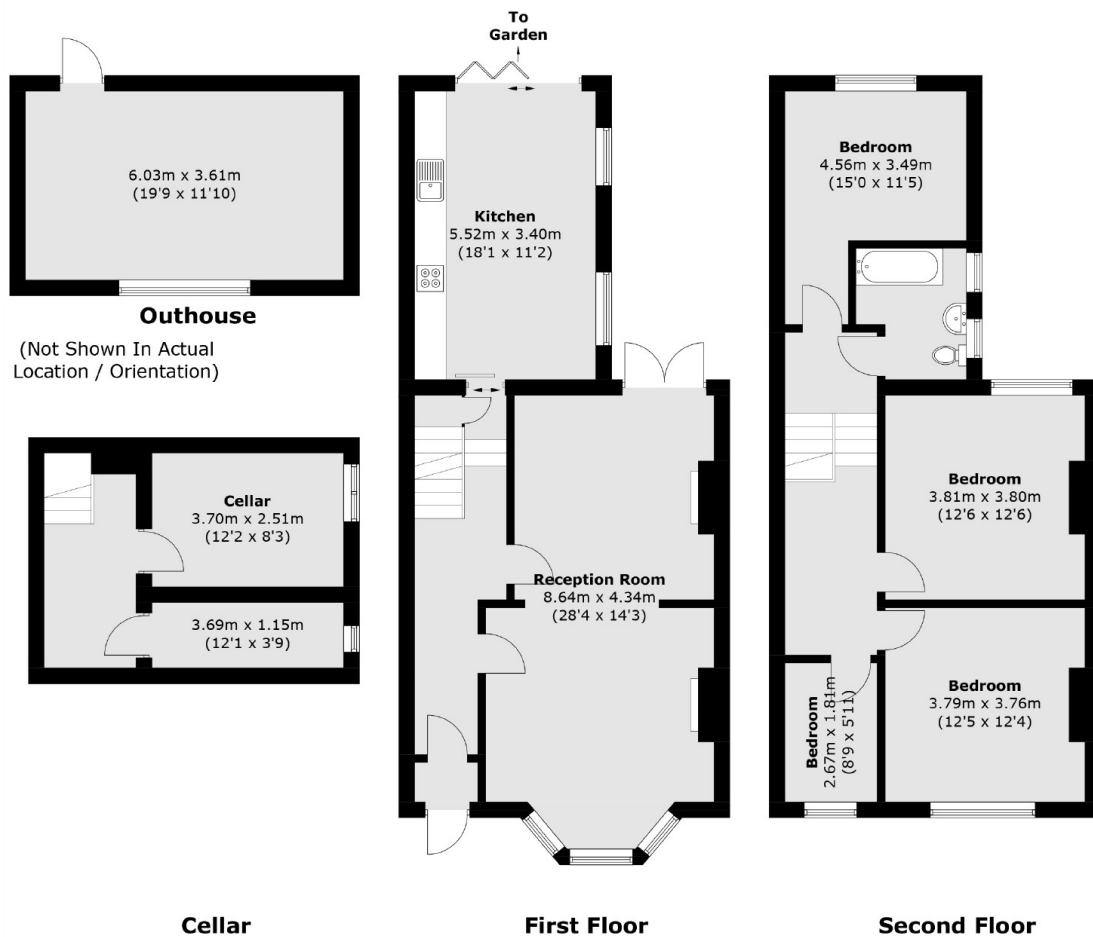 To
Garden
6.03m x 3.61m
(19'9 x 11'10)
Outhouse
(Not Shown In Actual
Location / Orientation)
Kitchen
5.52m x 3.40m
(18'1 x 11'2)
Bedroom
4.56m x 3.49m
(15'0 x 11'5)
Cellar
3.70m x 2.51m
(12'2 x 8'3)
3.69m x 1.15m
(12'1 x 3'9)
Reception Room
8.64m x 4.34m
(28'4 x 14'3)
Bedroom
3.81m x 3.80m
(12'6 x 12'6)
Bedroom
3.79m x 3.76m
(12'5 x 12'4)
Bedroom
2.67m x 1.81m
(8'9 x 5'11)
Cellar
First Floor
Second Floor